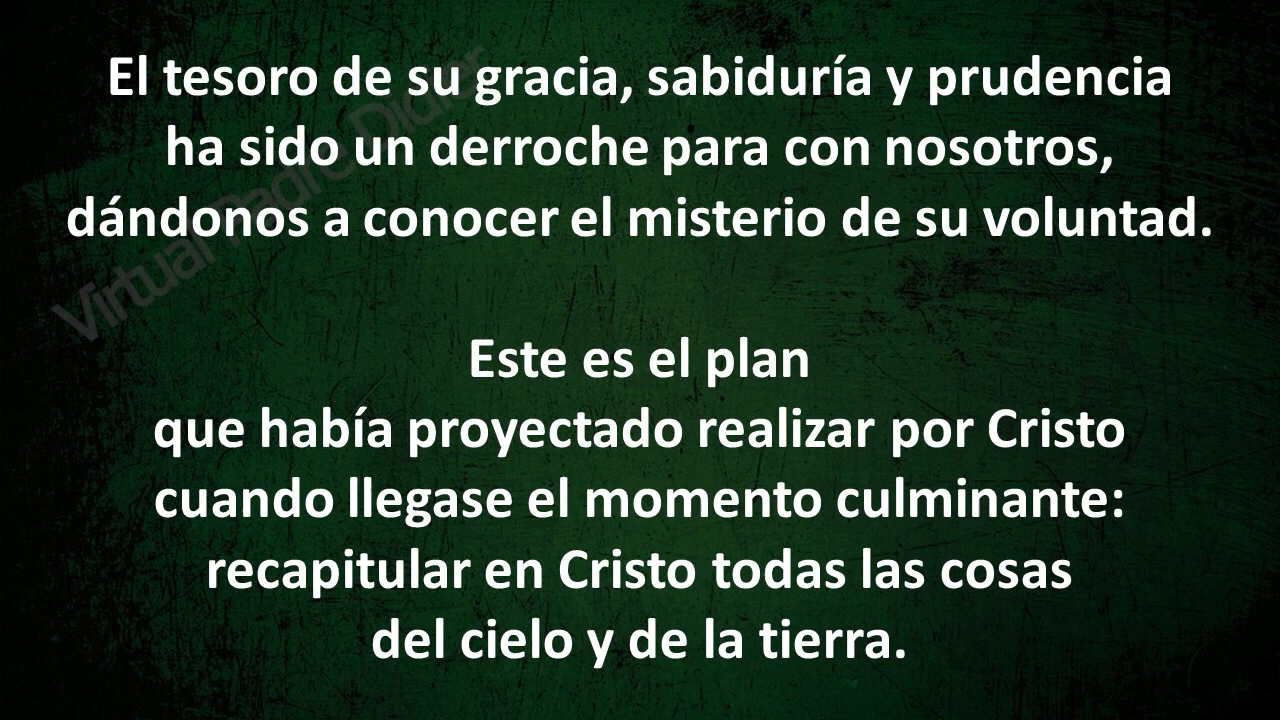 El tesoro de su gracia, sabiduría y prudencia
ha sido un derroche para con nosotros,
dándonos a conocer el misterio de su voluntad.
Este es el plan
que había proyectado realizar por Cristo
cuando llegase el momento culminante:
recapitular en Cristo todas las cosas
del cielo y de la tierra.
Virtual Padre Didier